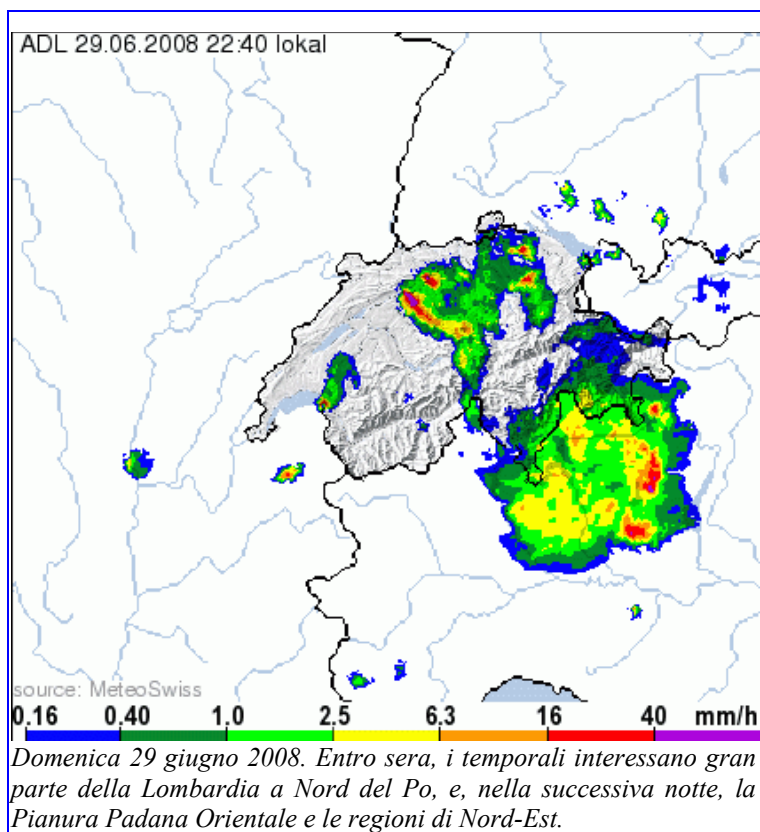 ADL 29.06.2008 22:40 lokal
source: MeteoSwiss
0.16 0.40 1.0 2.5 6.3 16 40 mm/h
Domenica 29 giugno 2008. Entro sera, i temporali interessano gran
parte della Lombardia a Nord del Po, e, nella successiva notte, la
Pianura Padana Orientale e le regioni di Nord-Est.